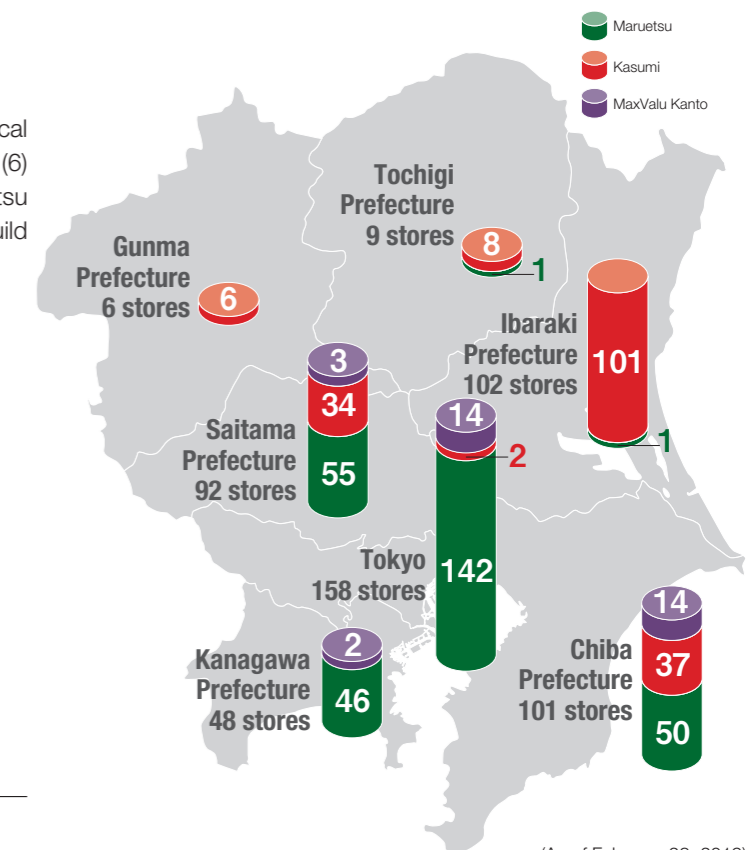 Maruetsu
Kasumi
MaxValu Kanto
(6)
Tochigi
Prefecture
9 stores
8
1
Gunma
Prefecture
6 stores
6
Ibaraki
Prefecture
102 stores
101
1
Saitama
Prefecture
92 stores
3
34
55
Tokyo
158 stores
14
2
142
Kanagawa
Prefecture
48 stores
2
46
Chiba
Prefecture
101 stores
14
37
50